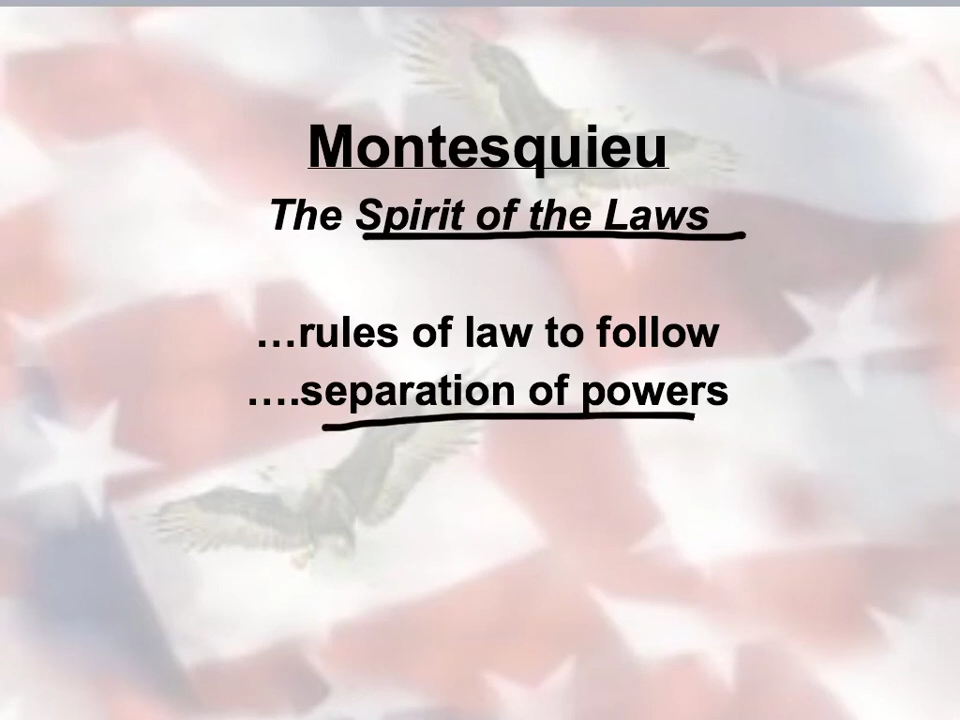 Montesquieu
The Spirit of the Laws
…rules of law to follow
….separation of powers